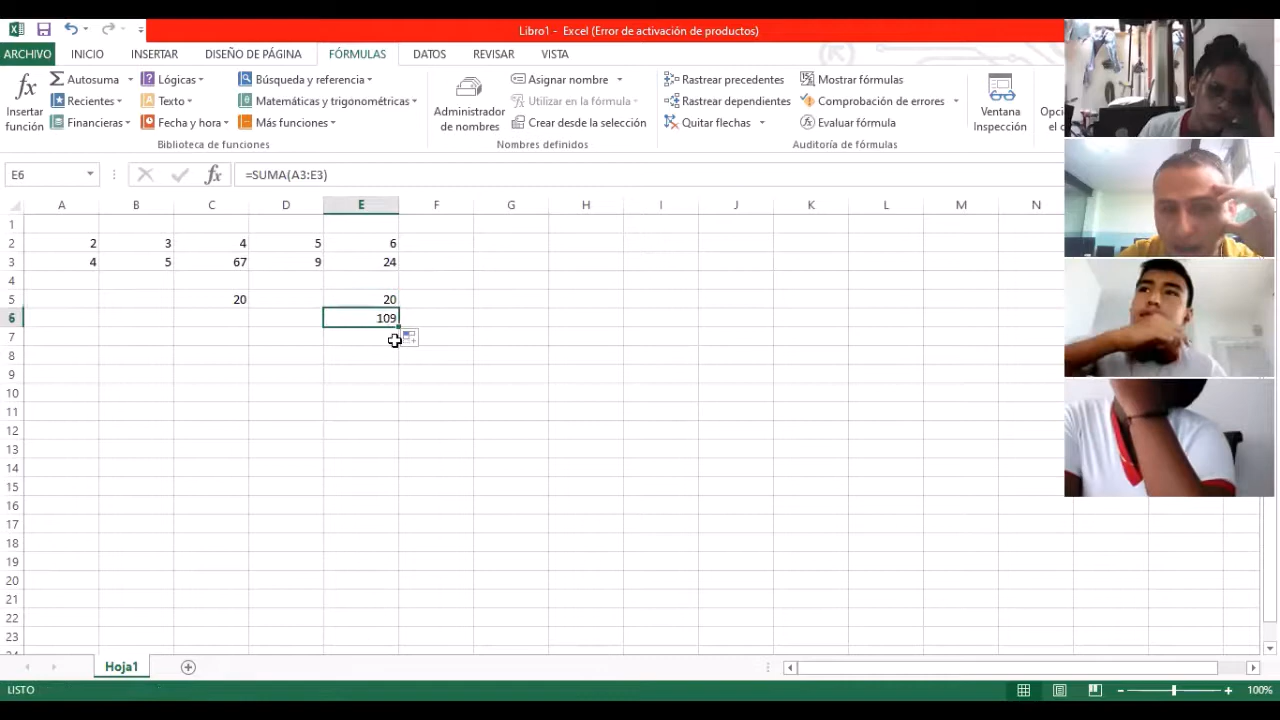 Libro1 - Excel (Error de activación de productos)
ARCHIVO INICIO INSERTAR DISEÑO DE PÁGINA FÓRMULAS DATOS REVISAR VISTA
fx Insertar función
Autosuma
Recientes
Financieras
Lógicas
Texto
Fecha y hora
Búsqueda y referencia
Matemáticas y trigonométricas
Más funciones
Biblioteca de funciones
Administrador de nombres
Asignar nombre
Utilizar en la fórmula
Crear desde la selección
Nombres definidos
Rastrear precedentes
Rastrear dependientes
Quitar flechas
Mostrar fórmulas
Comprobación de errores
Evaluar fórmula
Auditoría de fórmulas
Ventana Inspección
E6 fx =SUMA(A3:E3)
A B C D E F G H I J K L M N
1
2 2 3 4 5 6
3 4 5 67 9 24
4
5 20 20
6 109
7
8
9
10
11
12
13
14
15
16
17
18
19
20
21
22
23
Hoja1
LISTO 100%